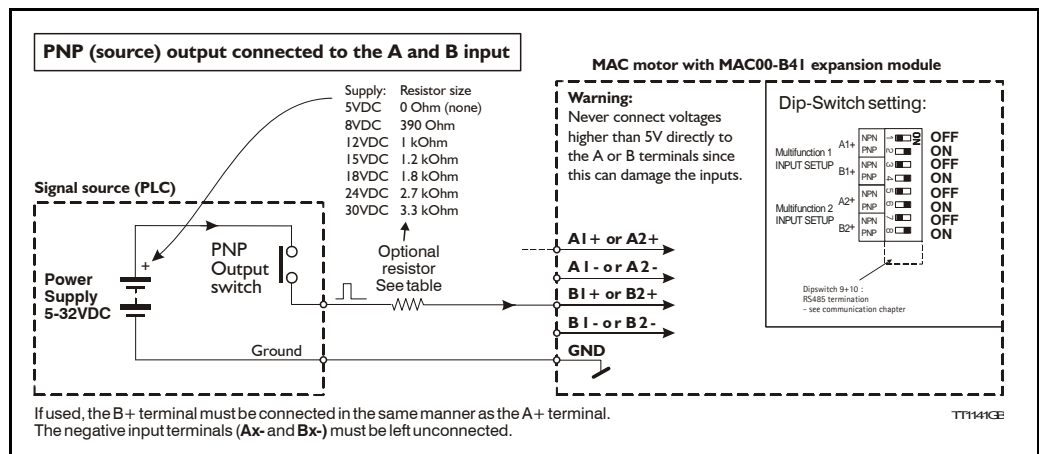 PNP (source) output connected to the A and B input
Supply: Resistor size
5VDC 0 Ohm (none)
8VDC 390 Ohm
12VDC 1 kOhm
15VDC 1.2 kOhm
18VDC 1.8 kOhm
24VDC 2.7 kOhm
30VDC 3.3 kOhm
Optional
resistor
See table
Signal source (PLC)
+
Power
Supply
5-32VDC
PNP
Output
switch
Ground
MAC motor with MAC00-B41 expansion module
Warning:
Never connect voltages
higher than 5V directly to
the A or B terminals since
this can damage the inputs.
A1+ or A2+
A1- or A2-
B1+ or B2+
B1- or B2-
GND
Dip-Switch setting:
Multifunction 1
INPUT SETUP
Multifunction 2
INPUT SETUP
A1+ NPN 1 ON OFF
PNP 2 ON
B1+ NPN 3 OFF
PNP 4 ON
A2+ NPN 5 OFF
PNP 6 ON
B2+ NPN 7 OFF
PNP 8 ON
Dipswitch 9+10 :
RS485 termination
- see communication chapter
If used, the B+ terminal must be connected in the same manner as the A+ terminal.
The negative input terminals (Ax- and Bx-) must be left unconnected.
TT1141GB